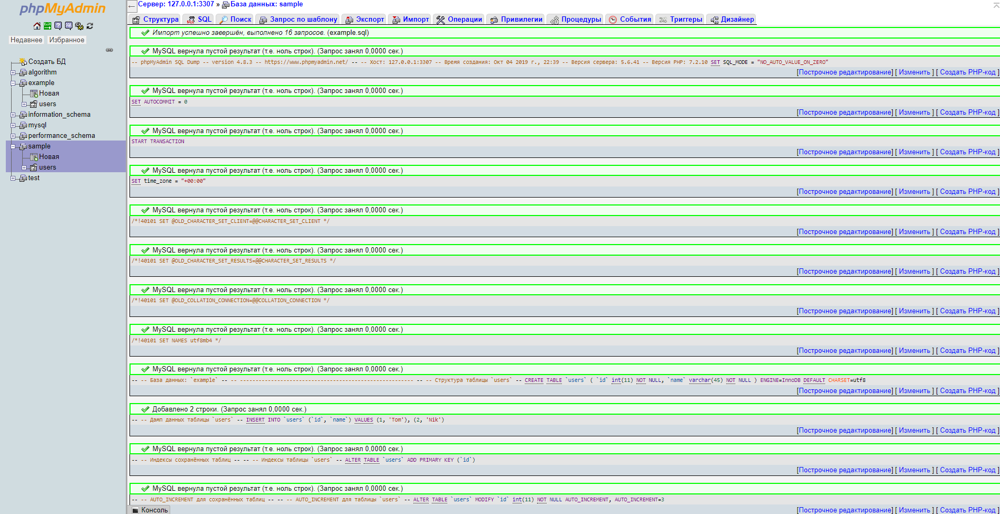 phpMyAdmin
Недавнее Избранное
Создать БД
algorithm
example
Новая
users
information_schema
mysql
performance_schema
sample
Новая
users
test
Сервер: 127.0.0.1:3307 » База данных: sample
Структура SQL Поиск Запрос по шаблону Экспорт Импорт Операции Привилегии Процедуры События Триггеры Дизайнер
Импорт успешно завершён, выполнено 16 запросов. (example.sql)
MySQL вернула пустой результат (т.е. ноль строк). (Запрос занял 0,0000 сек.)
-- phpMyAdmin SQL Dump -- version 4.8.3 -- https://www.phpmyadmin.net/ -- -- Хост: 127.0.0.1:3307 -- Время создания: Окт 04 2019 г., 22:39 -- Версия сервера: 5.6.41 -- Версия PHP: 7.2.10 SET SQL_MODE = "NO_AUTO_VALUE_ON_ZERO"
[Построчное редактирование] [ Изменить ] [ Создать PHP-код ]
MySQL вернула пустой результат (т.е. ноль строк). (Запрос занял 0,0000 сек.)
SET AUTOCOMMIT = 0
[Построчное редактирование] [ Изменить ] [ Создать PHP-код ]
MySQL вернула пустой результат (т.е. ноль строк). (Запрос занял 0,0000 сек.)
START TRANSACTION
[Построчное редактирование] [ Изменить ] [ Создать PHP-код ]
MySQL вернула пустой результат (т.е. ноль строк). (Запрос занял 0,0000 сек.)
SET time_zone = "+00:00"
[Построчное редактирование] [ Изменить ] [ Создать PHP-код ]
MySQL вернула пустой результат (т.е. ноль строк). (Запрос занял 0,0000 сек.)
/*!40101 SET @OLD_CHARACTER_SET_CLIENT=@@CHARACTER_SET_CLIENT */
[Построчное редактирование] [ Изменить ] [ Создать PHP-код ]
MySQL вернула пустой результат (т.е. ноль строк). (Запрос занял 0,0000 сек.)
/*!40101 SET @OLD_CHARACTER_SET_RESULTS=@@CHARACTER_SET_RESULTS */
[Построчное редактирование] [ Изменить ] [ Создать PHP-код ]
MySQL вернула пустой результат (т.е. ноль строк). (Запрос занял 0,0000 сек.)
/*!40101 SET @OLD_COLLATION_CONNECTION=@@COLLATION_CONNECTION */
[Построчное редактирование] [ Изменить ] [ Создать PHP-код ]
MySQL вернула пустой результат (т.е. ноль строк). (Запрос занял 0,0000 сек.)
/*!40101 SET NAMES utf8mb4 */
[Построчное редактирование] [ Изменить ] [ Создать PHP-код ]
MySQL вернула пустой результат (т.е. ноль строк). (Запрос занял 0,0000 сек.)
-- -- База данных: `example` -- -- -------------------------------------------------------- -- -- Структура таблицы `users` -- CREATE TABLE `users` ( `id` int(11) NOT NULL, `name` varchar(45) NOT NULL ) ENGINE=InnoDB DEFAULT CHARSET=utf8
[Построчное редактирование] [ Изменить ] [ Создать PHP-код ]
Добавлено 2 строки. (Запрос занял 0,0000 сек.)
-- -- Дамп данных таблицы `users` -- INSERT INTO `users` (`id`, `name`) VALUES (1, 'Tom'), (2, 'Nik')
[Построчное редактирование] [ Изменить ] [ Создать PHP-код ]
MySQL вернула пустой результат (т.е. ноль строк). (Запрос занял 0,0000 сек.)
-- -- Индексы сохранённых таблиц -- -- -- Индексы таблицы `users` -- ALTER TABLE `users` ADD PRIMARY KEY (`id`)
[Построчное редактирование] [ Изменить ] [ Создать PHP-код ]
MySQL вернула пустой результат (т.е. ноль строк). (Запрос занял 0,0000 сек.)
-- -- AUTO_INCREMENT для сохранённых таблиц -- -- -- AUTO_INCREMENT для таблицы `users` -- ALTER TABLE `users` MODIFY `id` int(11) NOT NULL AUTO_INCREMENT, AUTO_INCREMENT=3
Консоль [Построчное редактирование] [ Изменить ] [ Создать PHP-код ]